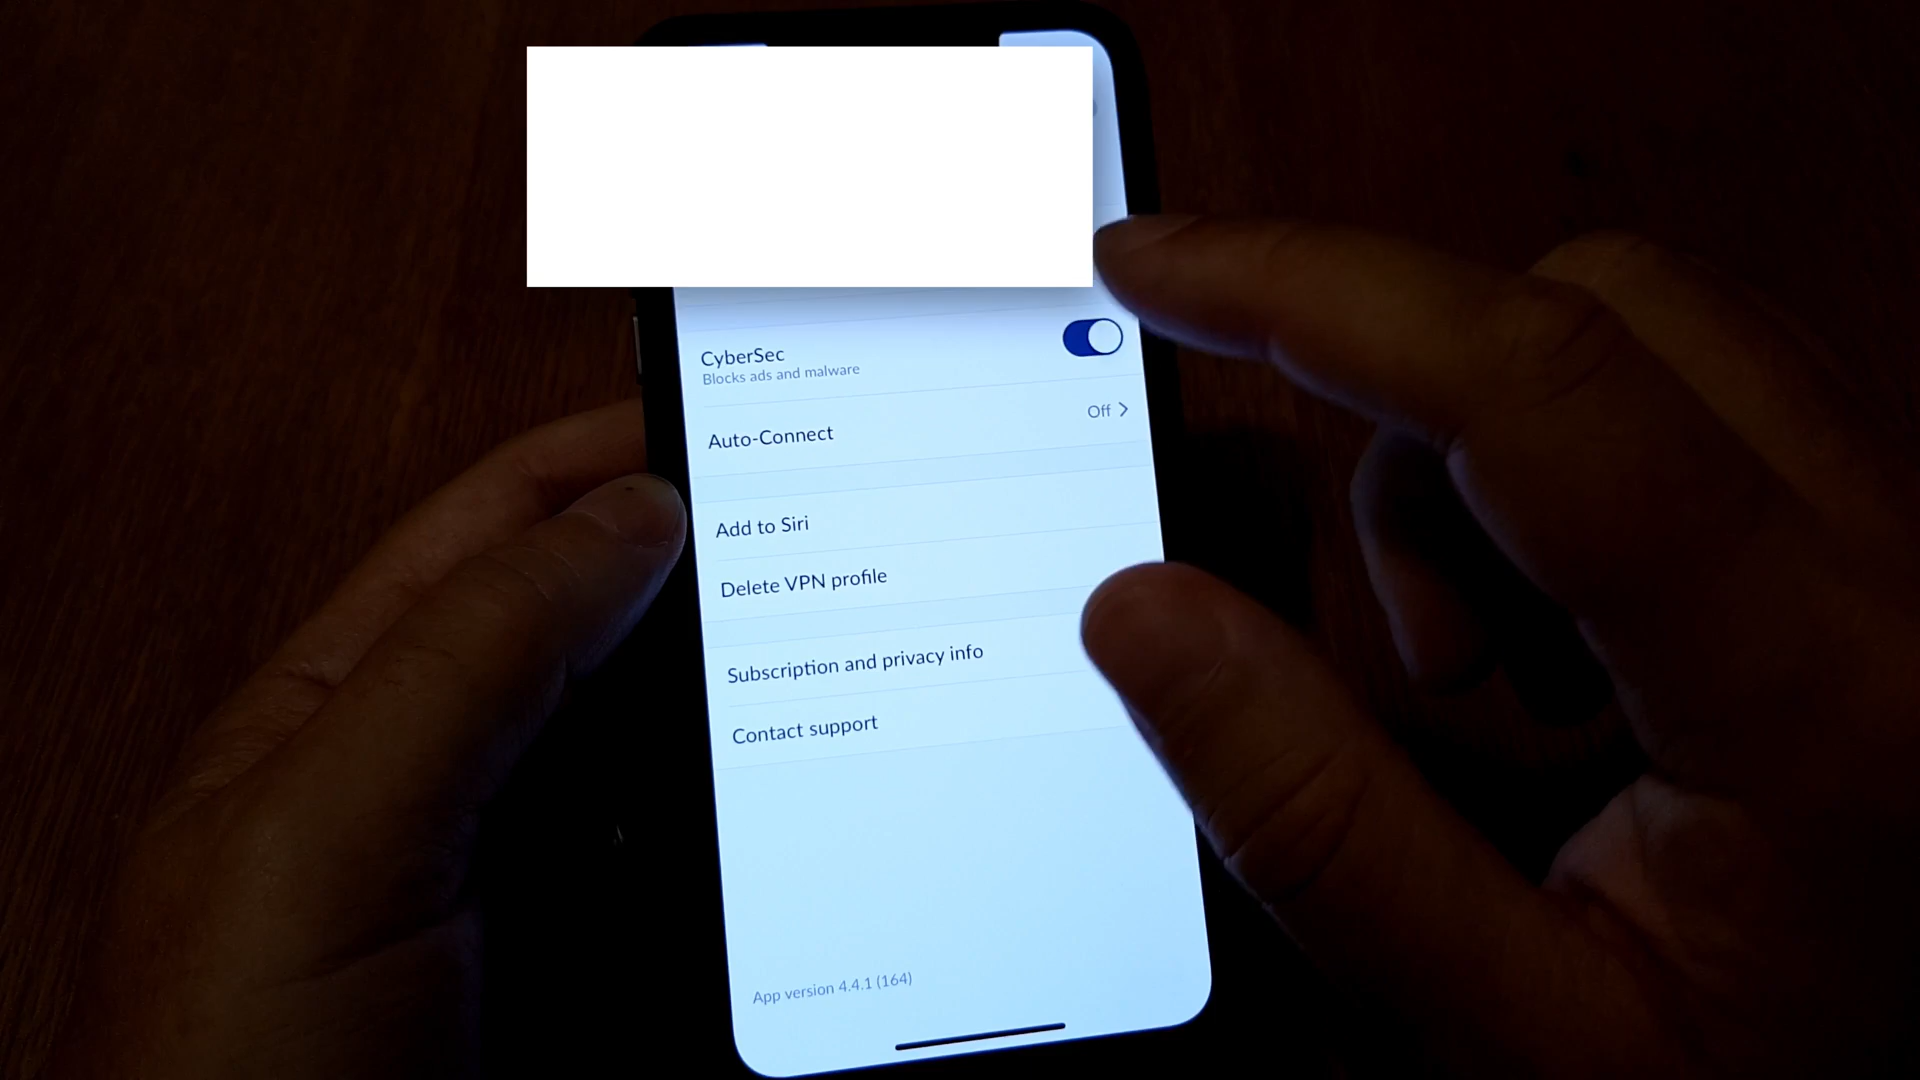 CyberSec
Blocks ads and malware
Auto-Connect
Off
Add to Siri
Delete VPN profile
Subscription and privacy info
Contact support
App version 4.4.1 (164)